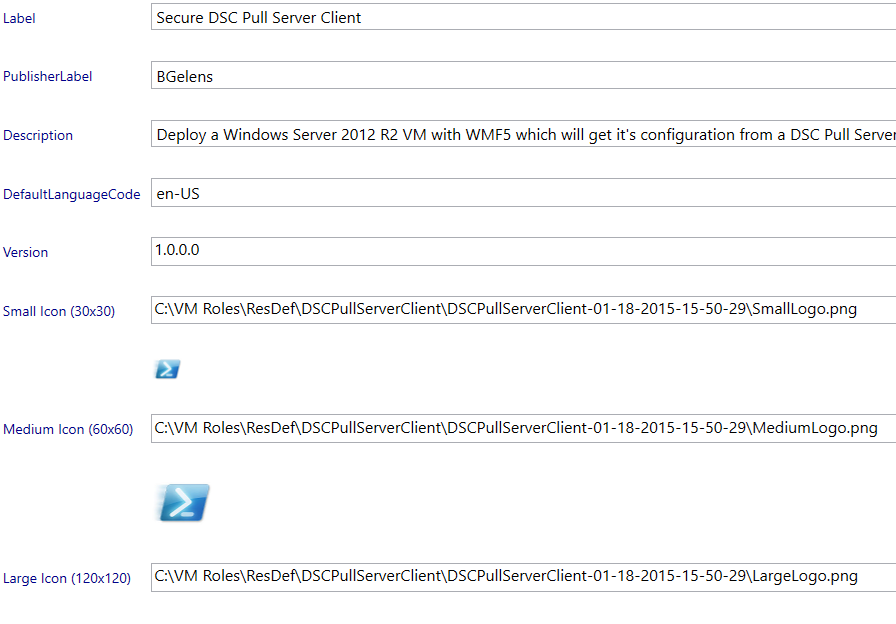 Label Secure DSC Pull Server Client
PublisherLabel BGelens
Description Deploy a Windows Server 2012 R2 VM with WMF5 which will get it's configuration from a DSC Pull Server
DefaultLanguageCode en-US
Version 1.0.0.0
Small Icon (30x30) C:\VM Roles\ResDef\DSCPullServerClient\DSCPullServerClient-01-18-2015-15-50-29\SmallLogo.png
Medium Icon (60x60) C:\VM Roles\ResDef\DSCPullServerClient\DSCPullServerClient-01-18-2015-15-50-29\MediumLogo.png
Large Icon (120x120) C:\VM Roles\ResDef\DSCPullServerClient\DSCPullServerClient-01-18-2015-15-50-29\LargeLogo.png